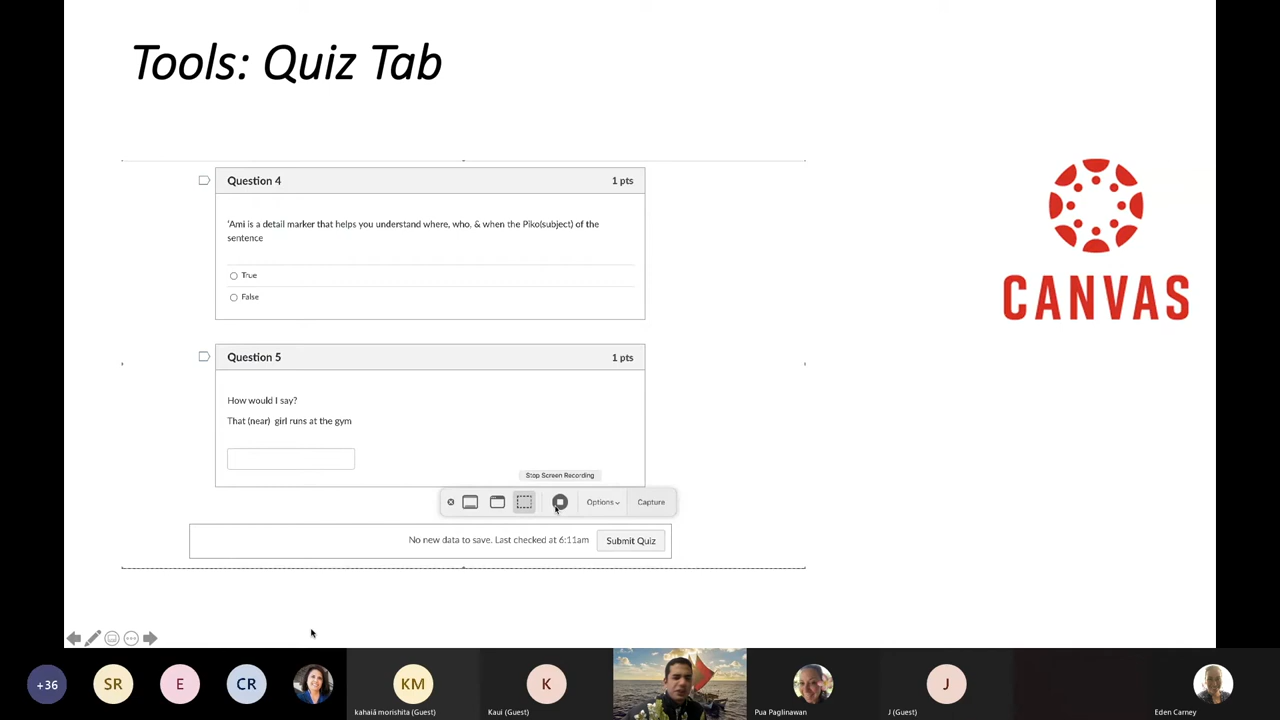 Tools: Quiz Tab
Question 4 1 pts
'Ami is a detail marker that helps you understand where, who, & when the Piko(subject) of the
sentence
True
False
CANVAS
Question 5 1 pts
How would I say?
That (near) girl runs at the gym
Stop Screen Recording
Options Capture
No new data to save. Last checked at 6:11am Submit Quiz
+36 SR E CR KM K J
kahaiā morishita (Guest) Kaui (Guest) Pua Paglinawan J (Guest) Eden Carney